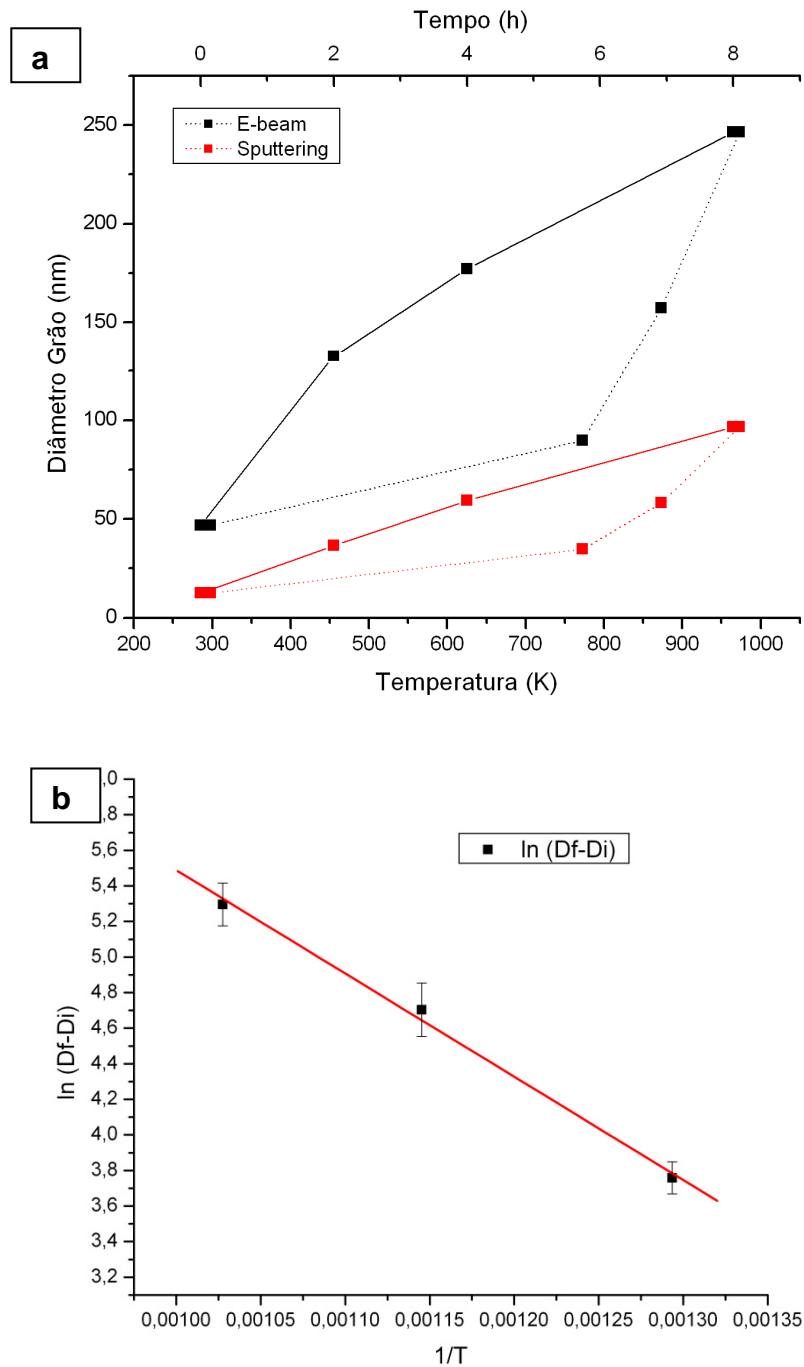 a
Tempo (h)
0 2 4 6 8
E-beam
Sputtering
Diâmetro Grão (nm)
250
200
150
100
50
0
200 300 400 500 600 700 800 900 1000
Temperatura (K)
b
,0
,8
5,6
5,4
5,2
5,0
4,8
4,6
4,4
4,2
4,0
3,8
3,6
3,4
3,2
ln (Df-Di)
ln (Df-Di)
0,00100 0,00105 0,00110 0,00115 0,00120 0,00125 0,00130 0,00135
1/T